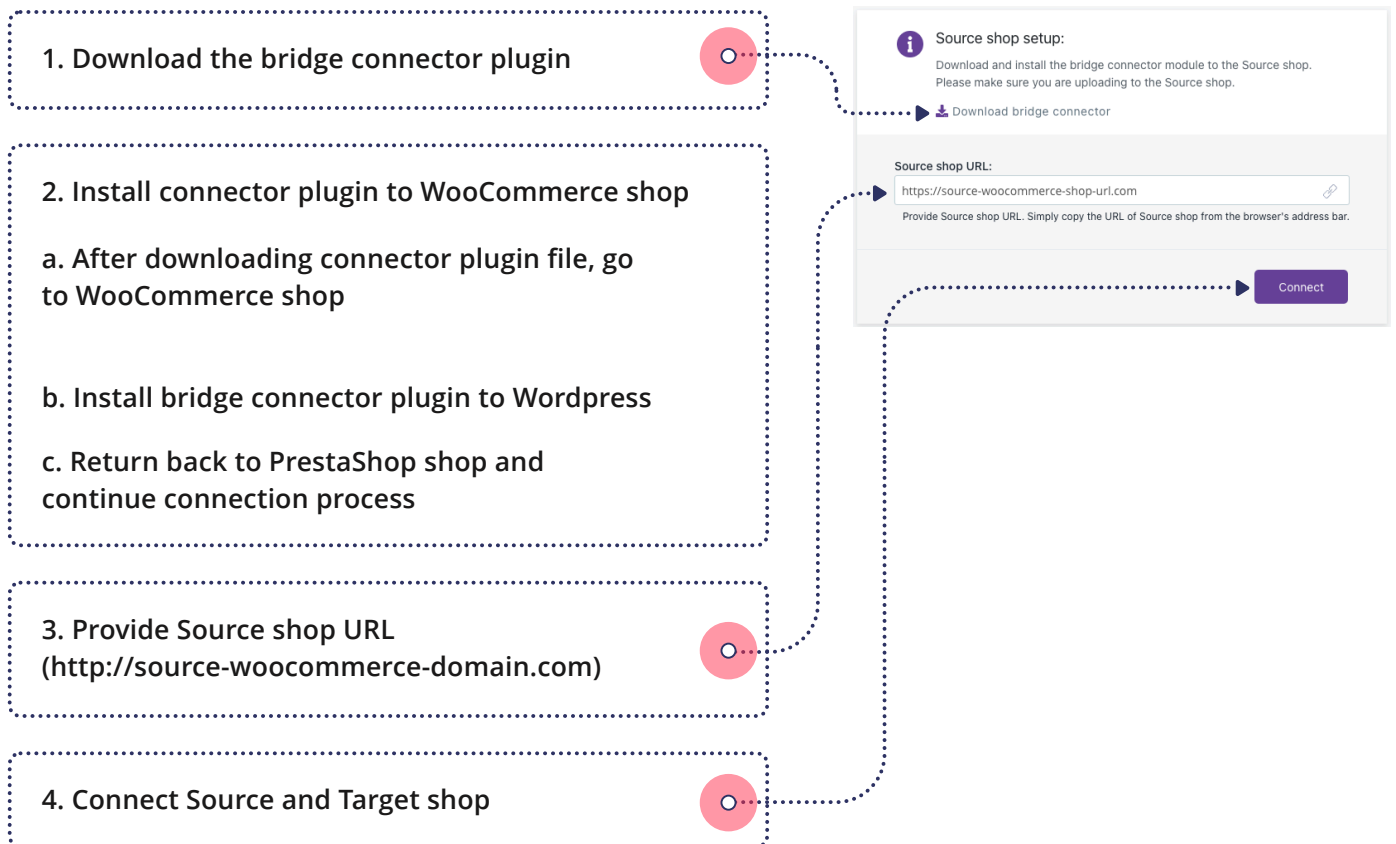 1. Download the bridge connector plugin
2. Install connector plugin to WooCommerce shop
a. After downloading connector plugin file, go
to WooCommerce shop
b. Install bridge connector plugin to Wordpress
c. Return back to PrestaShop shop and
continue connection process
3. Provide Source shop URL
(http://source-woocommerce-domain.com)
4. Connect Source and Target shop
Source shop setup:
Download and install the bridge connector module to the Source shop.
Please make sure you are uploading to the Source shop.
Download bridge connector
Source shop URL:
https://source-woocommerce-shop-url.com
Provide Source shop URL. Simply copy the URL of Source shop from the browser's address bar.
Connect